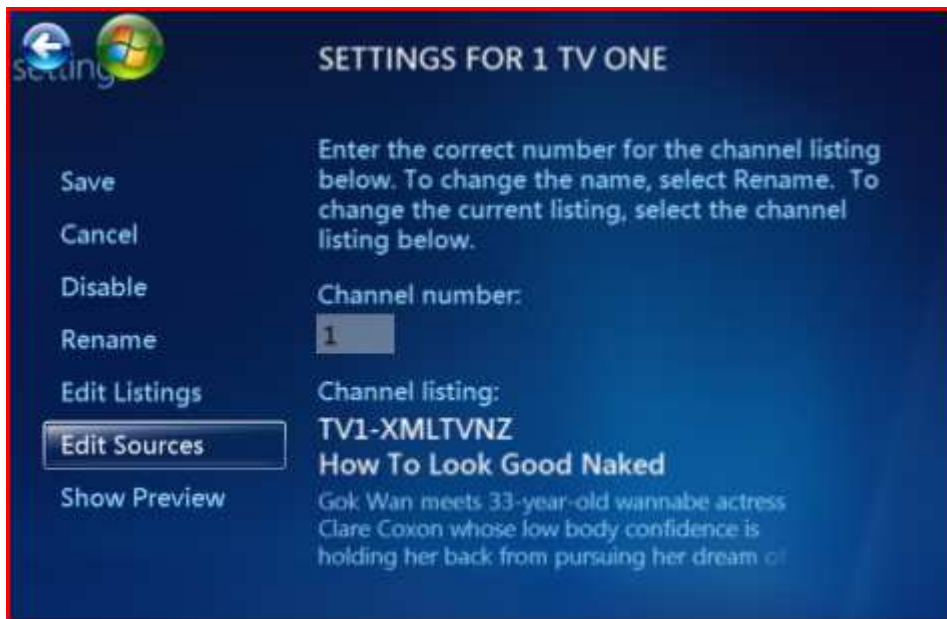 settings
SETTINGS FOR 1 TV ONE
Save
Cancel
Disable
Rename
Edit Listings
Edit Sources
Show Preview
Enter the correct number for the channel listing
below. To change the name, select Rename. To
change the current listing, select the channel
listing below.
Channel number:
1
Channel listing:
TV1-XMLTVNZ
How To Look Good Naked
Gok Wan meets 33-year-old wannabe actress
Clare Coxon whose low body confidence is
holding her back from pursuing her dream of